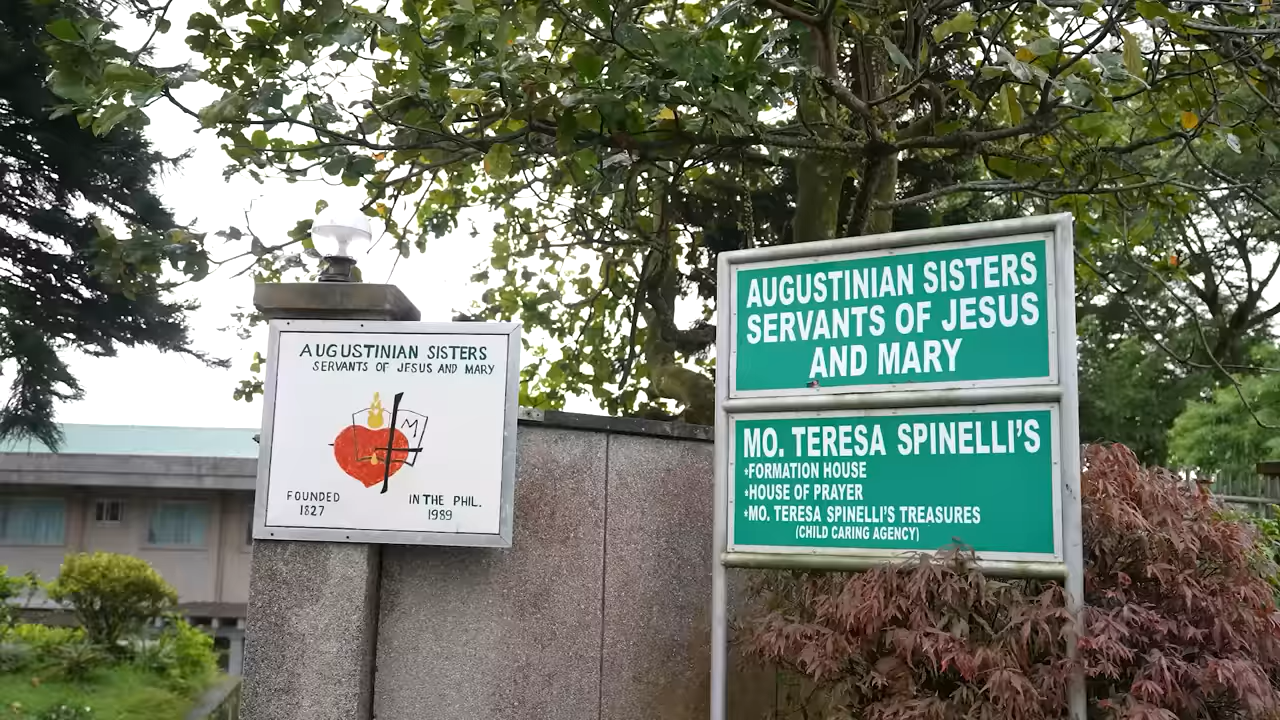 AUGUSTINIAN SISTERS
SERVANTS OF JESUS AND MARY
M
FOUNDED
1827
IN THE PHIL.
1989
AUGUSTINIAN SISTERS
SERVANTS OF JESUS
AND MARY
MO. TERESA SPINELLI'S
*FORMATION HOUSE
*HOUSE OF PRAYER
*MO. TERESA SPINELLI'S TREASURES
(CHILD CARING AGENCY)